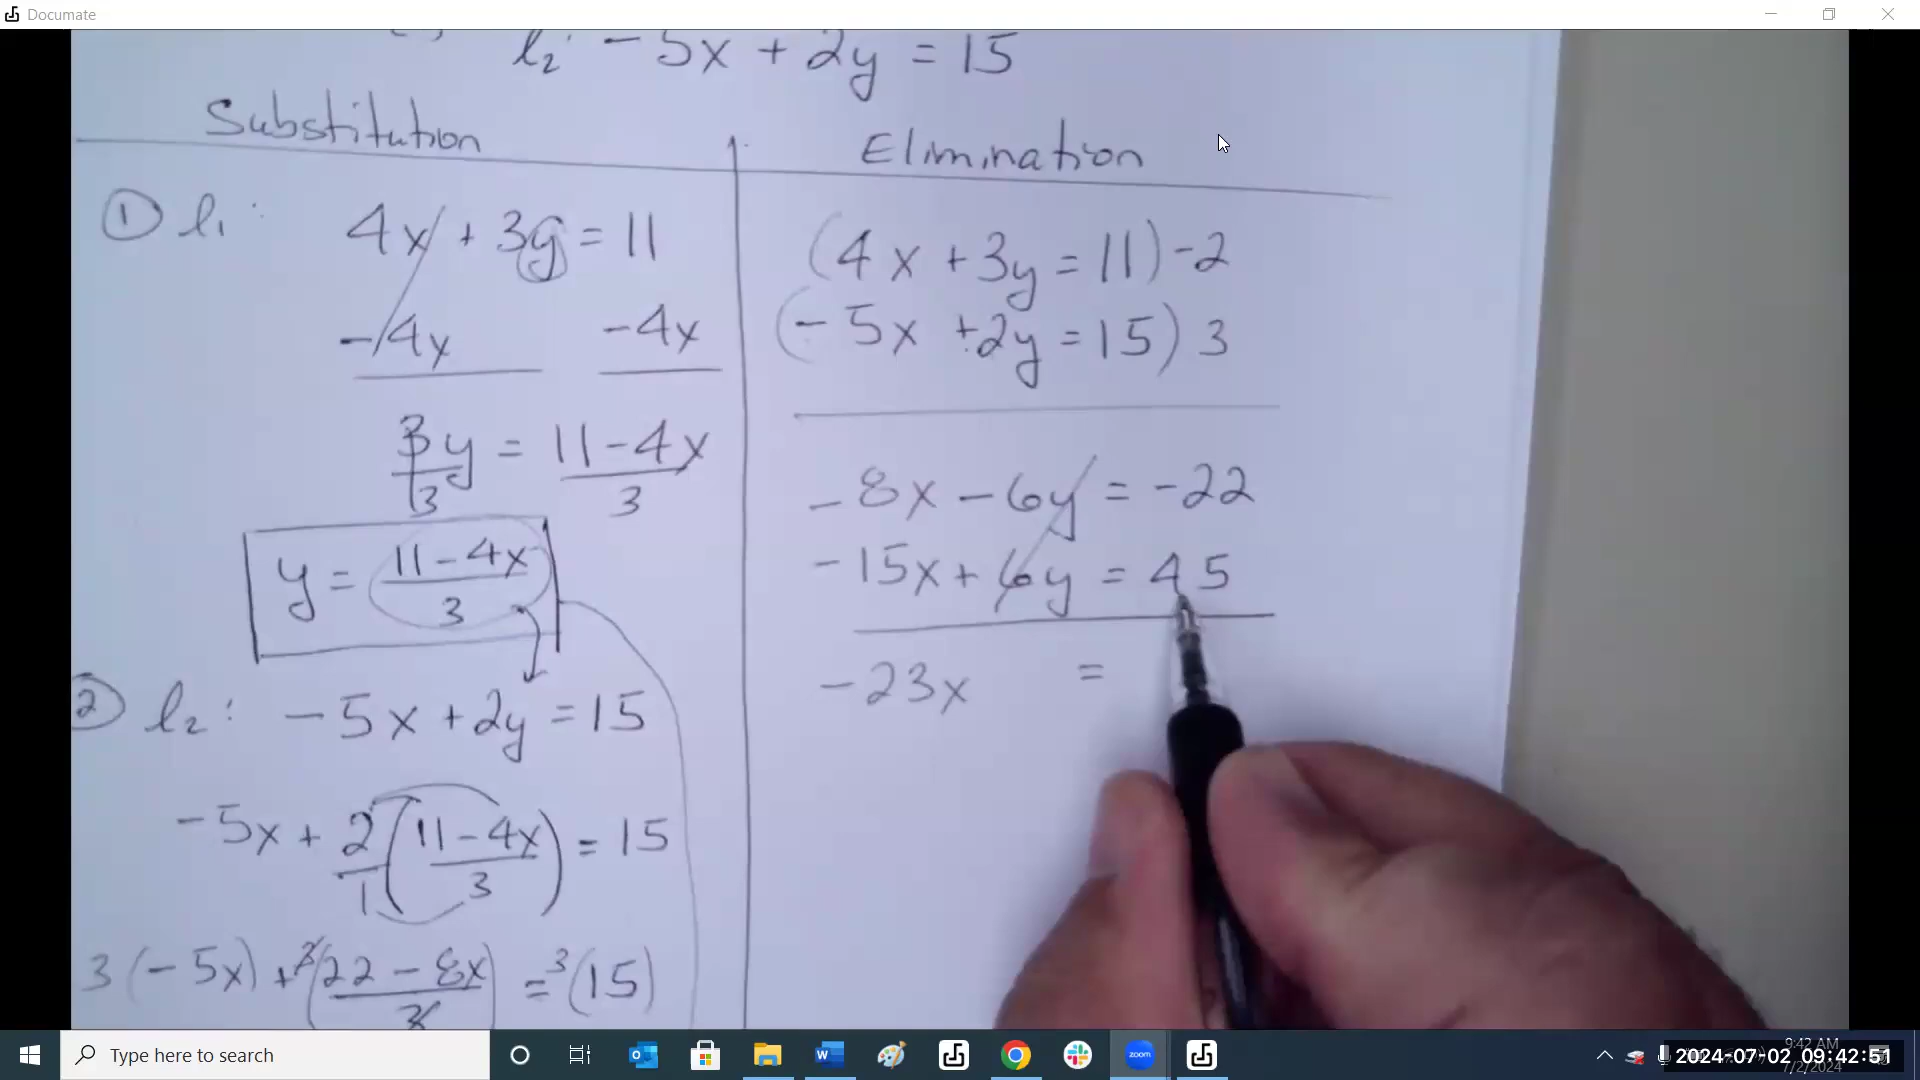 Documate
l₂: -5x + 2y = 15
Substitution
Elimination
① l₁: 4x + 3y = 11
-4x -4x
3y = 11-4x
3 3
y = 11-4x
3
② l₂: -5x + 2y = 15
-5x + 2/1 (11-4x / 3) = 15
3(-5x) + 3(22-8x / 3) = 3(15)
(4x + 3y = 11) -2
(-5x + 2y = 15) 3
-8x - 6y = -22
-15x + 6y = 45
-23x =
Type here to search
zoom
9:42 AM
7/2/2024
2024-07-02 09:42:51